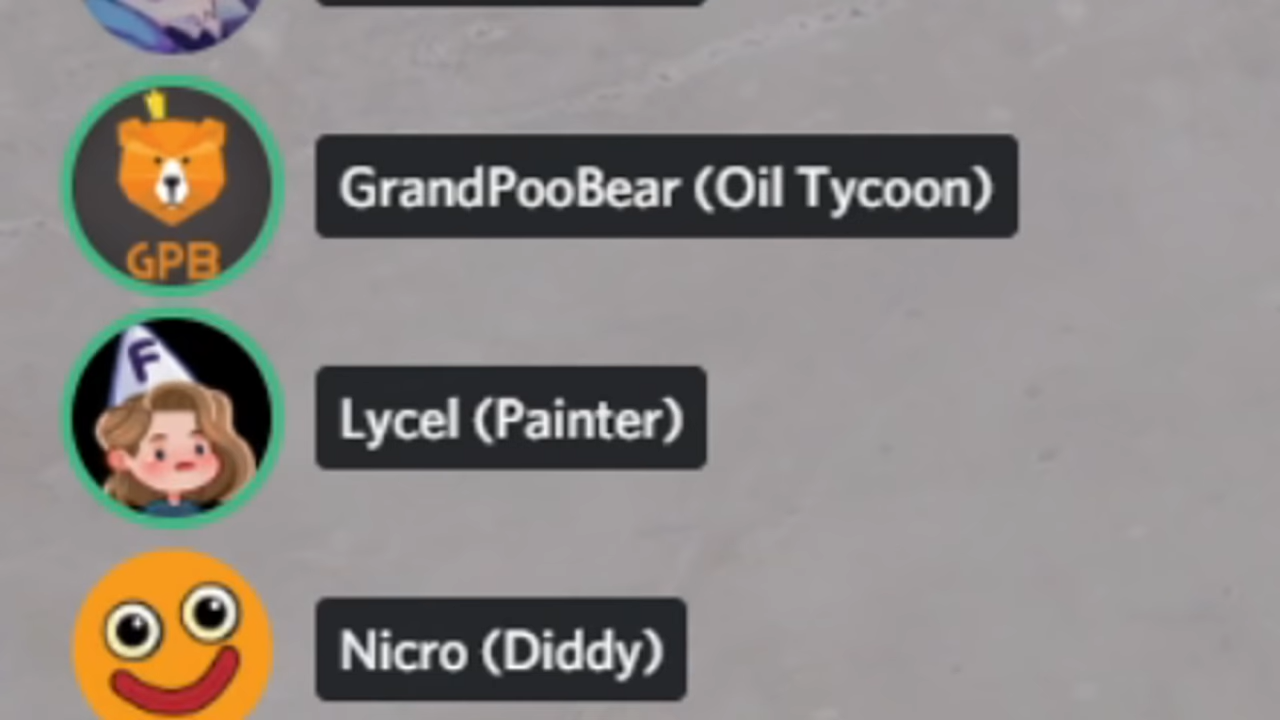 GPB
GrandPooBear (Oil Tycoon)
F
Lycel (Painter)
Nicro (Diddy)